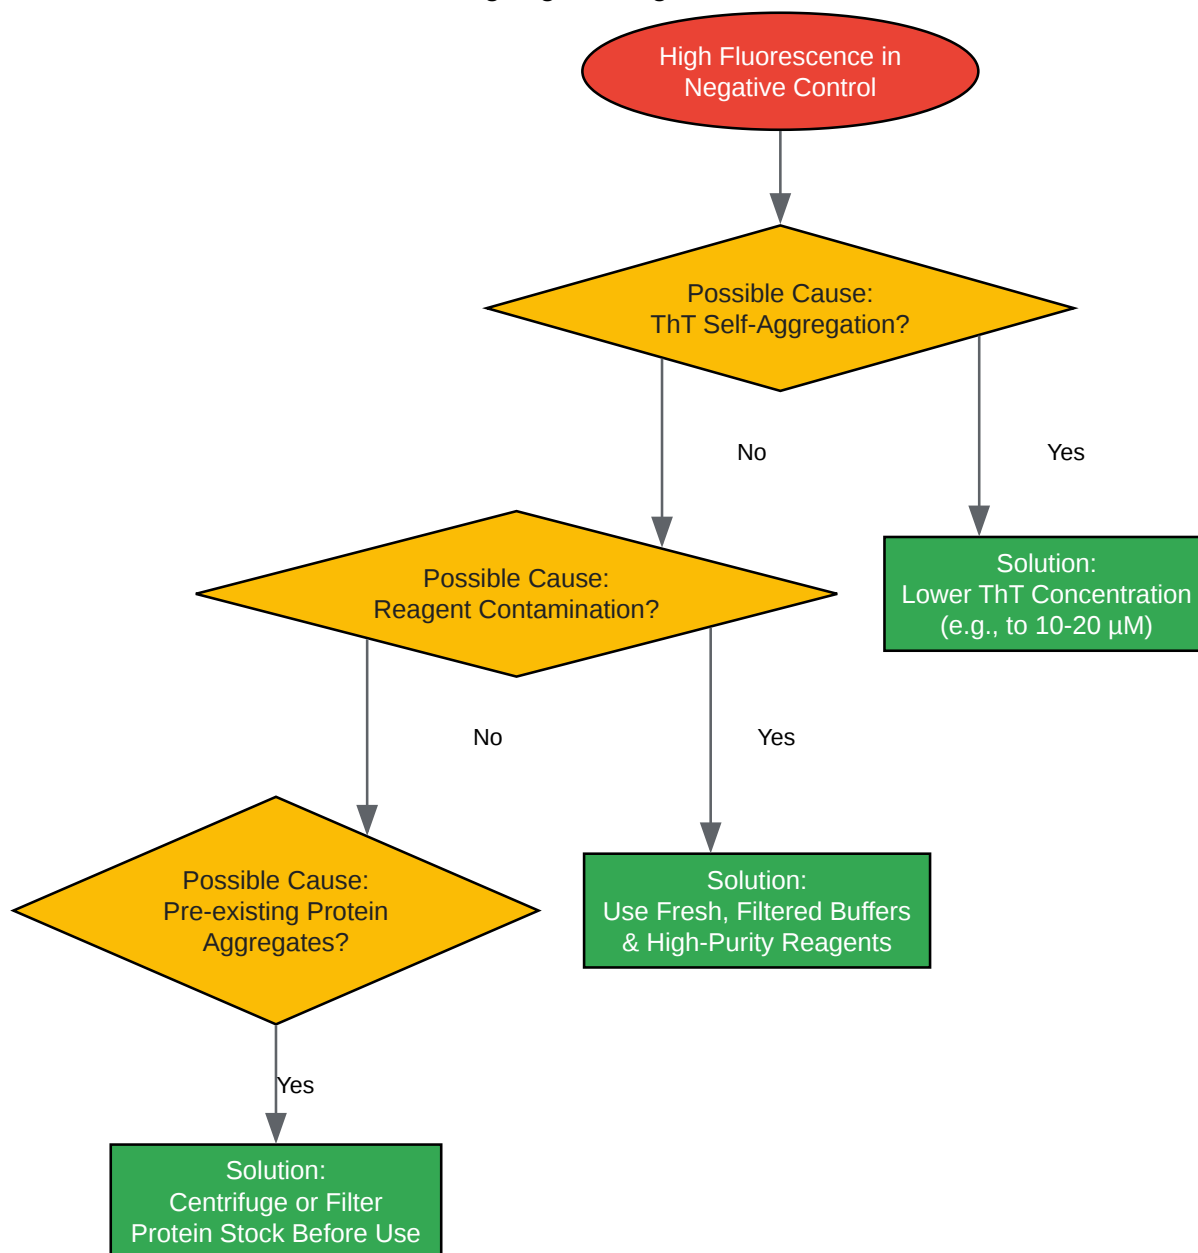 High Fluorescence in
Negative Control
Possible Cause:
ThT Self-Aggregation?
No
Yes
Solution:
Lower ThT Concentration
(e.g., to 10-20 µM)
Possible Cause:
Reagent Contamination?
No
Yes
Solution:
Use Fresh, Filtered Buffers
& High-Purity Reagents
Possible Cause:
Pre-existing Protein
Aggregates?
Yes
Solution:
Centrifuge or Filter
Protein Stock Before Use